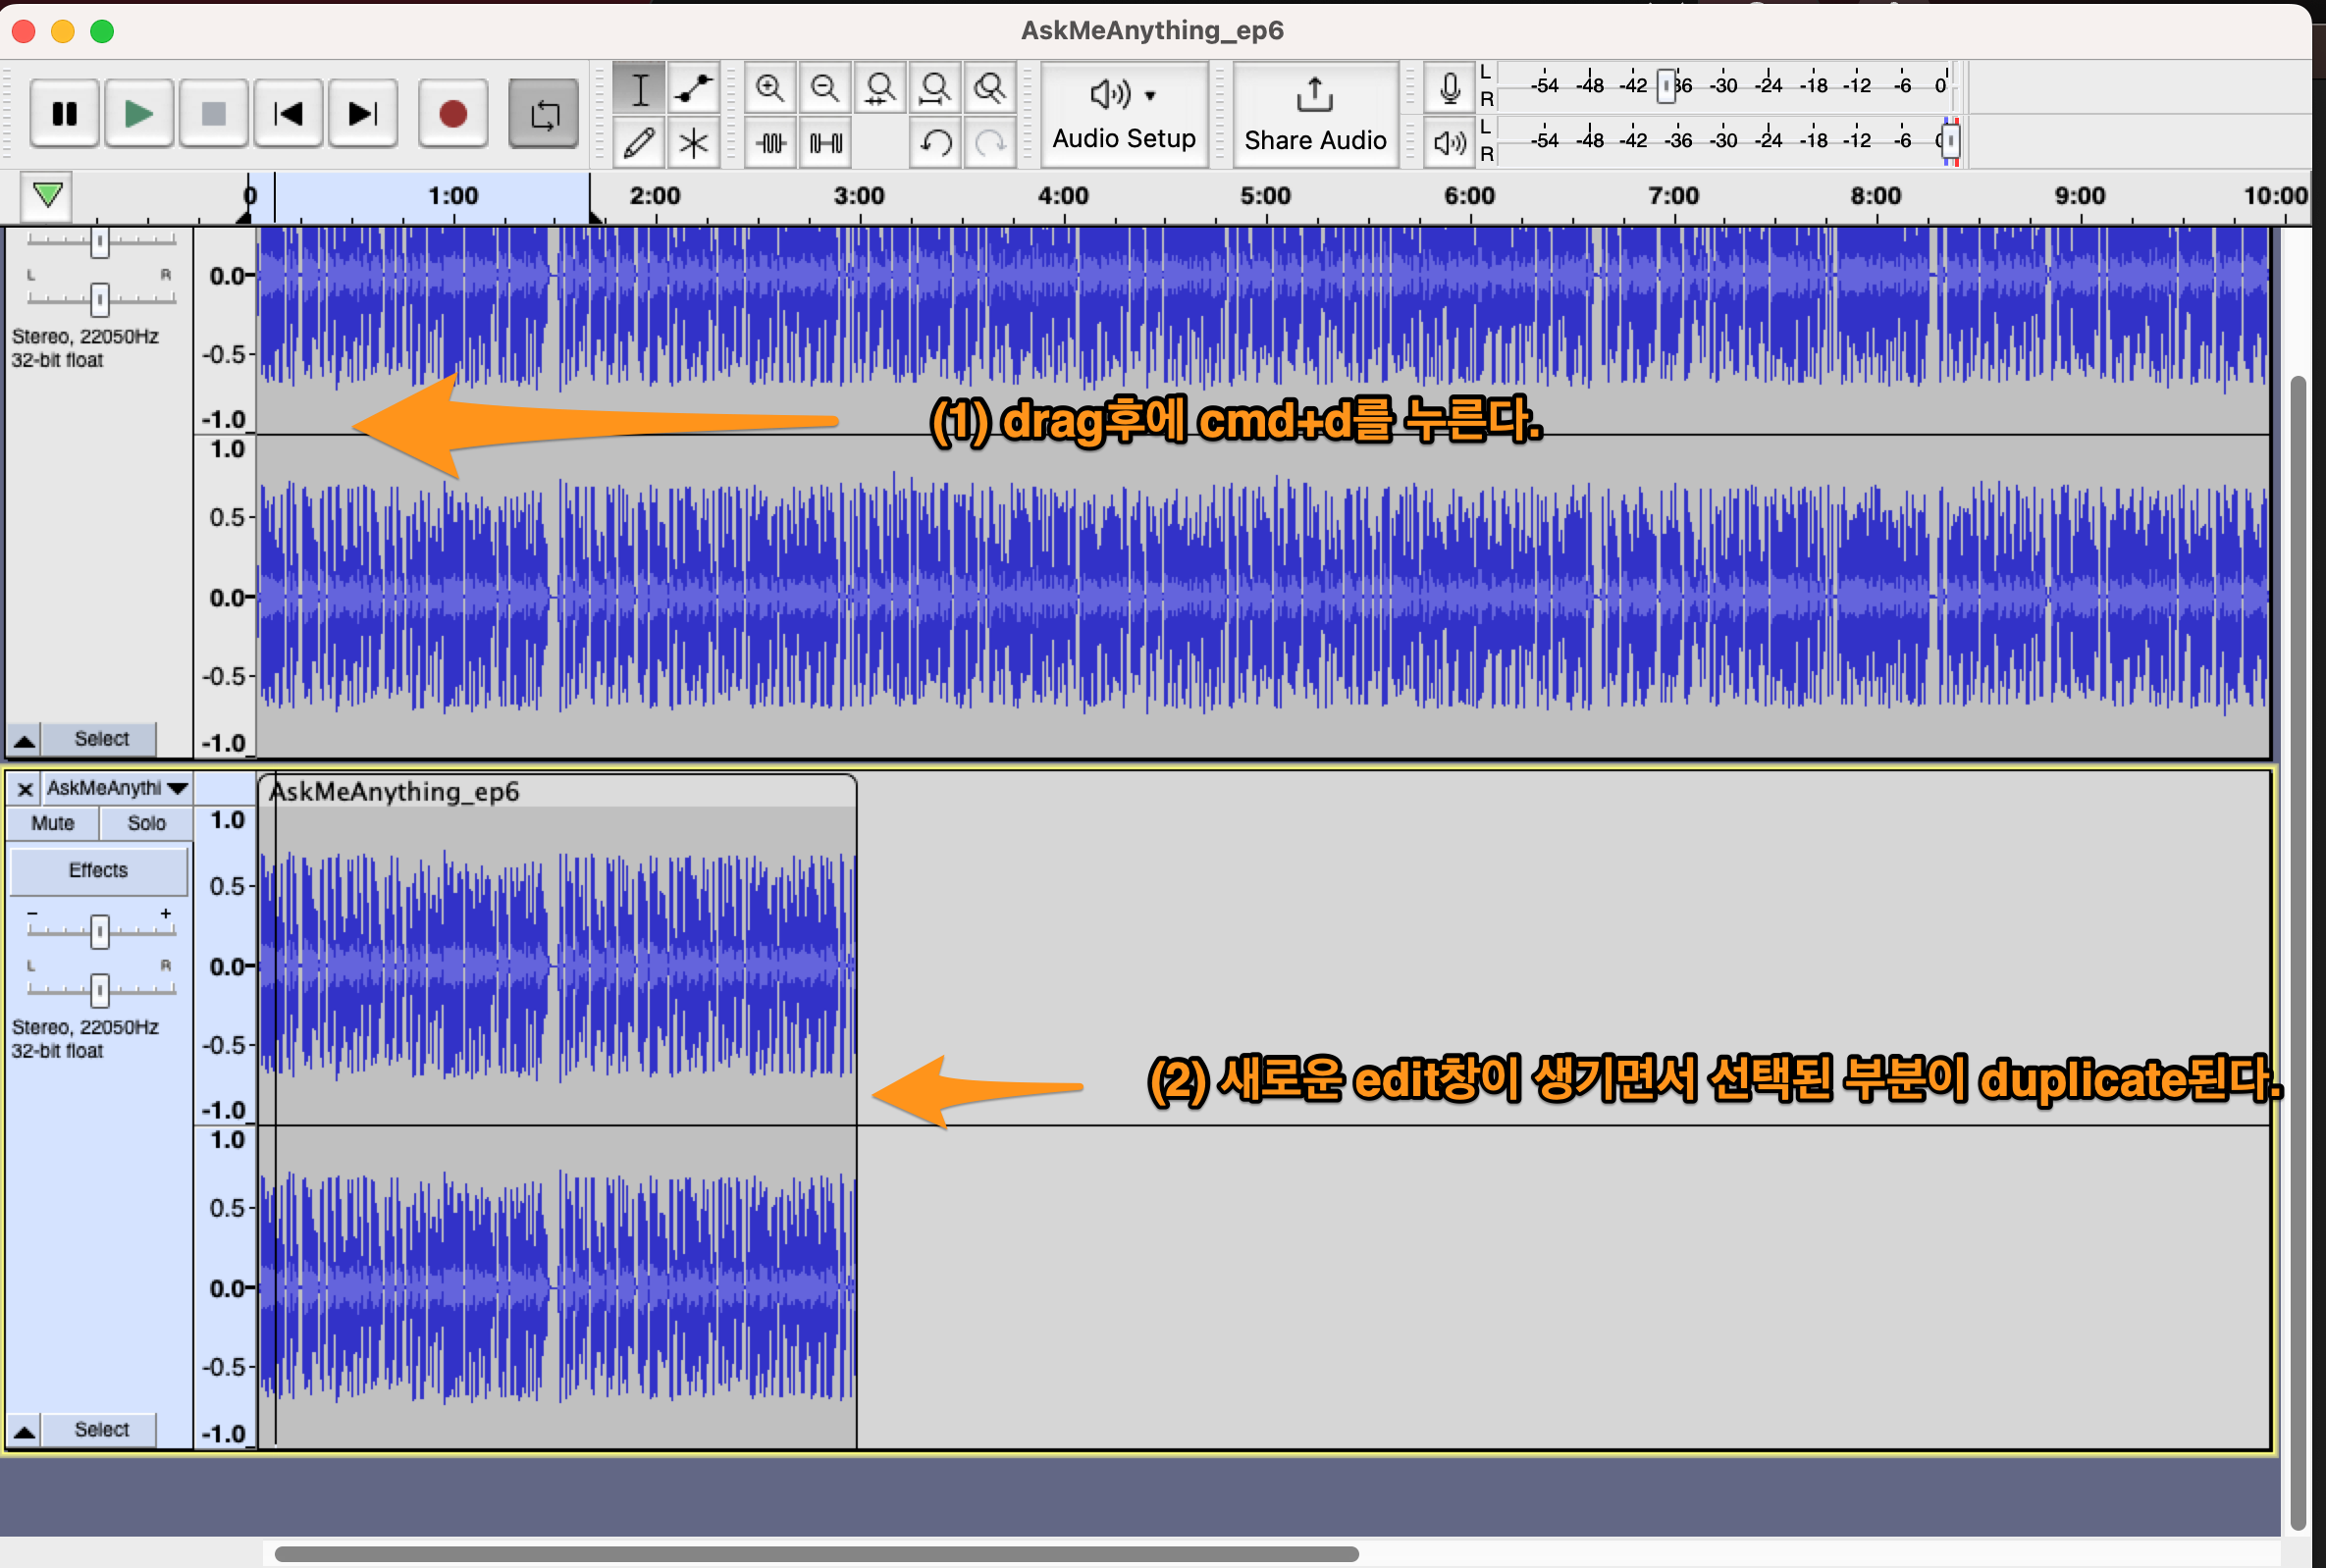 AskMeAnything_ep6
Audio Setup
Share Audio
L
R
-54 -48 -42 -36 -30 -24 -18 -12 -6 0
L
R
-54 -48 -42 -36 -30 -24 -18 -12 -6 0
0 1:00 2:00 3:00 4:00 5:00 6:00 7:00 8:00 9:00 10:00
L R
Stereo, 22050Hz
32-bit float
0.0
-0.5
-1.0
(1) drag후에 cmd+d를 누른다.
1.0
0.5
0.0
-0.5
-1.0
Select
AskMeAnythi
AskMeAnything_ep6
Mute Solo
Effects
- +
L R
Stereo, 22050Hz
32-bit float
1.0
0.5
0.0
-0.5
-1.0
(2) 새로운 edit창이 생기면서 선택된 부분이 duplicate된다.
1.0
0.5
0.0
-0.5
-1.0
Select